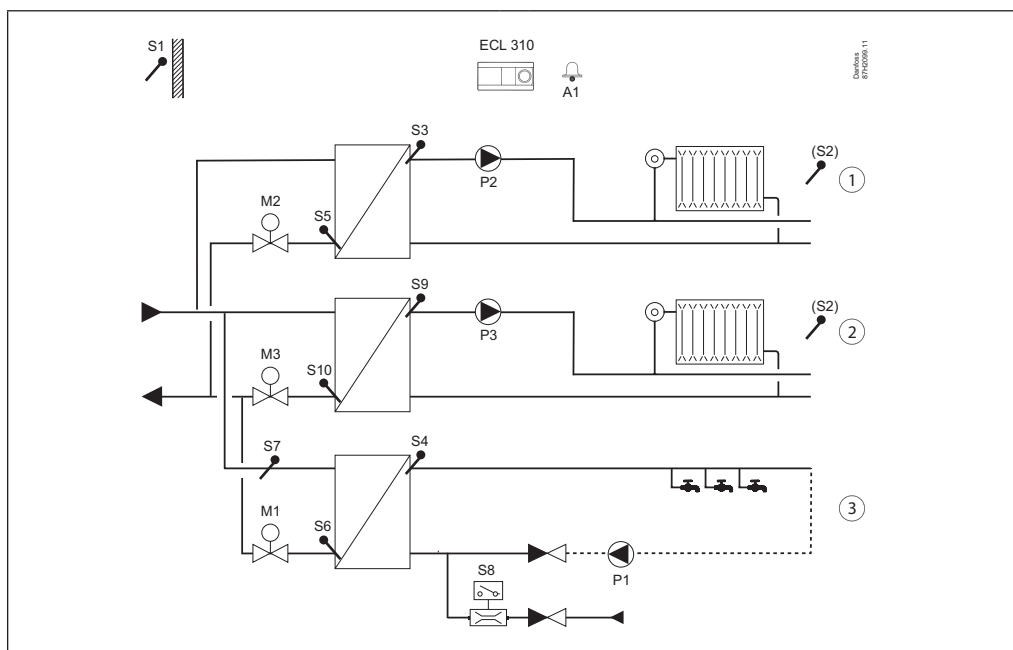 S1
ECL 310
A1
Danfoss
87H2099.11
S3
P2
(S2)
1
M2
S5
S9
P3
(S2)
2
M3
S10
S7
S4
3
M1
S6
S8
P1